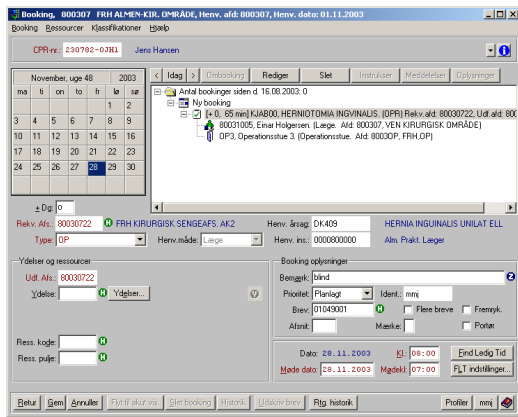 Booking, 800307 FRH ALMEN-KIR. OMRÅDE, Henv. afd: 800307, Henv. dato: 01.11.2003
Booking Ressourcer Klassifikationer Hjælp
CPR-nr.: 230782-0JH1 Jens Hansen
November, uge 48 2003
ma ti on to fr lø sø
1 2
3 4 5 6 7 8 9
10 11 12 13 14 15 16
17 18 19 20 21 22 23
24 25 26 27 28 29 30
± Dg: 0
< Idag > Ombooking Rediger Slet Instrukser Meddelelser Oplysninger
Antal bookinger siden d. 16.08.2003: 0
Ny booking
[+ 0, 65 min] KJAB00, HERNIOTOMIA INGVINALIS. (OPR) Rekv.afd: 80030722, Udf.afd: 800
80031005, Einar Holgersen. (Læge. Afd: 800307, VEN KIRURGISK OMRÅDE)
OP3, Operationsstue 3. (Operationsstue. Afd: 80030P, FRH,OP)
Rekv. Afs.: 80030722 H FRH KIRURGISK SENGEAFS. AK2 Henv. årsag: DK409 HERNIA INGUINALIS UNILAT ELL
Type: OP Henv.måde: Læge Henv. ins.: 0000800000 Alm. Prakt. Læger
Ydelser og ressourcer
Udf. Afs.: 80030722
Ydelse: H Ydelser... V
Ress. kode: H
Ress. pulje: H
Booking oplysninger
Bemærk: blind 2
Prioritet: Planlagt Ident.: mmj
Brev: 01049001 H Flere breve Fremryk.
Afsnit: Mærke: Portør
Dato: 28.11.2003 Kl.: 08:00 Find Ledig Tid
Møde dato: 28.11.2003 Mødekl: 07:00 FLT indstillinger...
Retur Gem Annuller Flyt til akut vis Slet booking Historik Udskriv brev Rtg. historik Profiler mmj